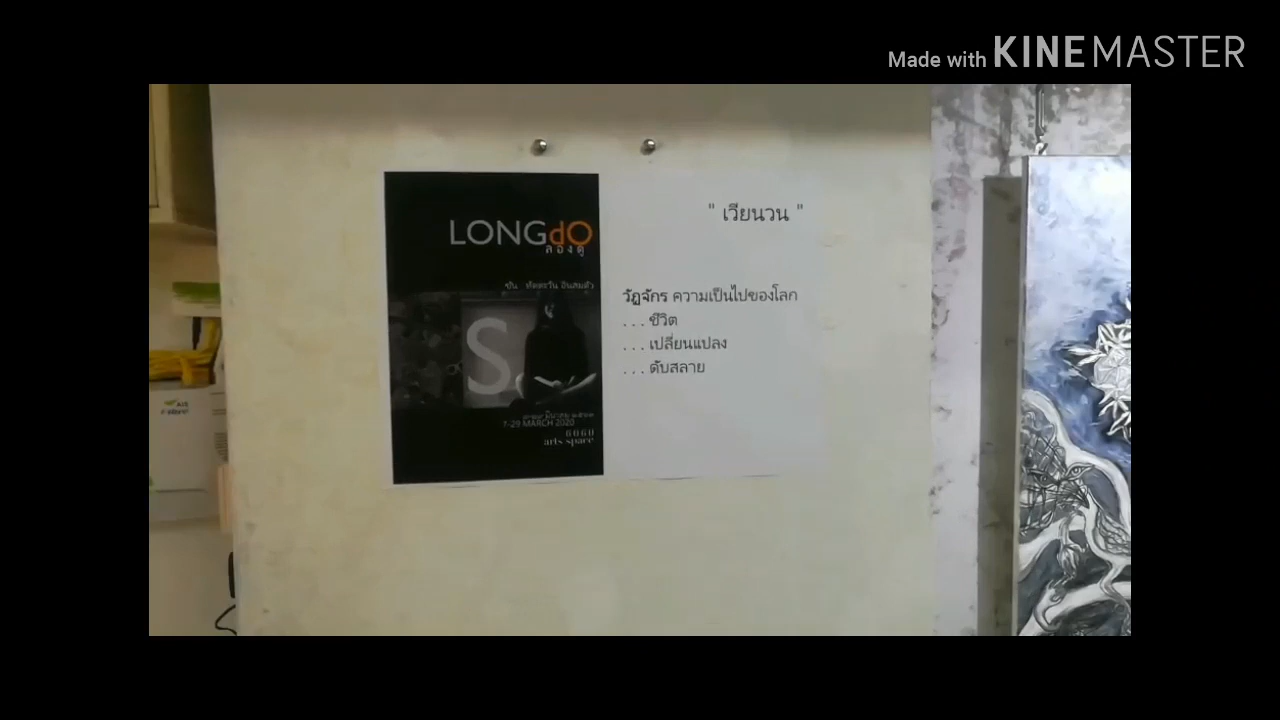 Made with KINEMASTER
LONGdO
ลองดู
S
1-29 MARCH 2020
GOGO
arts space
" เวียนวน "
วัฏจักร ความเป็นไปของโลก
. . . ชีวิต
. . . เปลี่ยนแปลง
. . . ดับสลาย
AIS